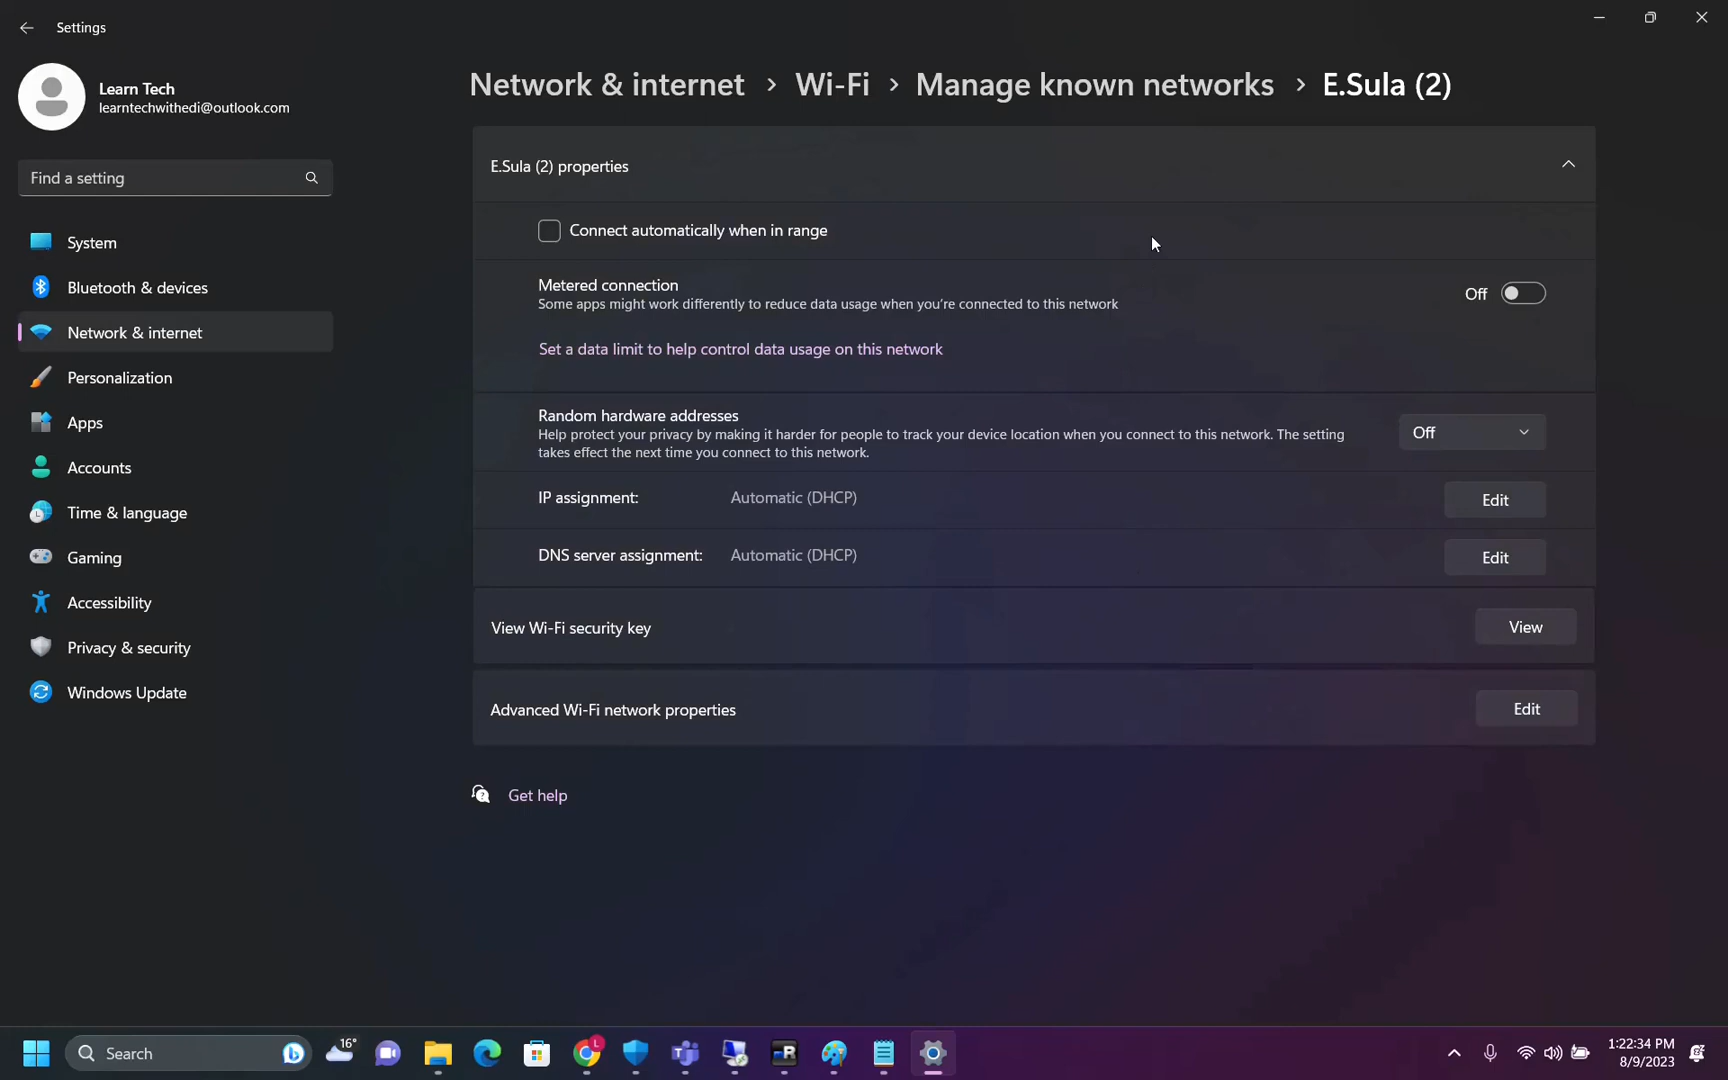 Settings
Learn Tech
learntechwithedi@outlook.com
Find a setting
System
Bluetooth & devices
Network & internet
Personalization
Apps
Accounts
Time & language
Gaming
Accessibility
Privacy & security
Windows Update
Network & internet > Wi-Fi > Manage known networks > E.Sula (2)
E.Sula (2) properties
Connect automatically when in range
Metered connection
Some apps might work differently to reduce data usage when you're connected to this network
Off
Set a data limit to help control data usage on this network
Random hardware addresses
Help protect your privacy by making it harder for people to track your device location when you connect to this network. The setting
takes effect the next time you connect to this network.
Off
IP assignment: Automatic (DHCP) Edit
DNS server assignment: Automatic (DHCP) Edit
View Wi-Fi security key View
Advanced Wi-Fi network properties Edit
Get help
Search
16°
L
R
1:22:34 PM
8/9/2023